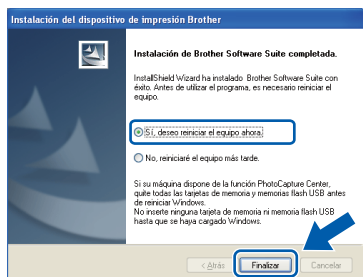 Instalación del dispositivo de impresión Brother
Instalación de Brother Software Suite completada.
InstallShield Wizard ha instalado Brother Software Suite con
éxito. Antes de utilizar el programa, es necesario reiniciar el
equipo.
Sí, deseo reiniciar el equipo ahora.
No, reiniciaré el equipo más tarde.
Si su máquina dispone de la función PhotoCapture Center,
quite todas las tarjetas de memoria y memorias flash USB antes
de reiniciar Windows.
No inserte ninguna tarjeta de memoria ni memoria flash USB
hasta que se haya cargado Windows.
< Atrás Finalizar Cancelar